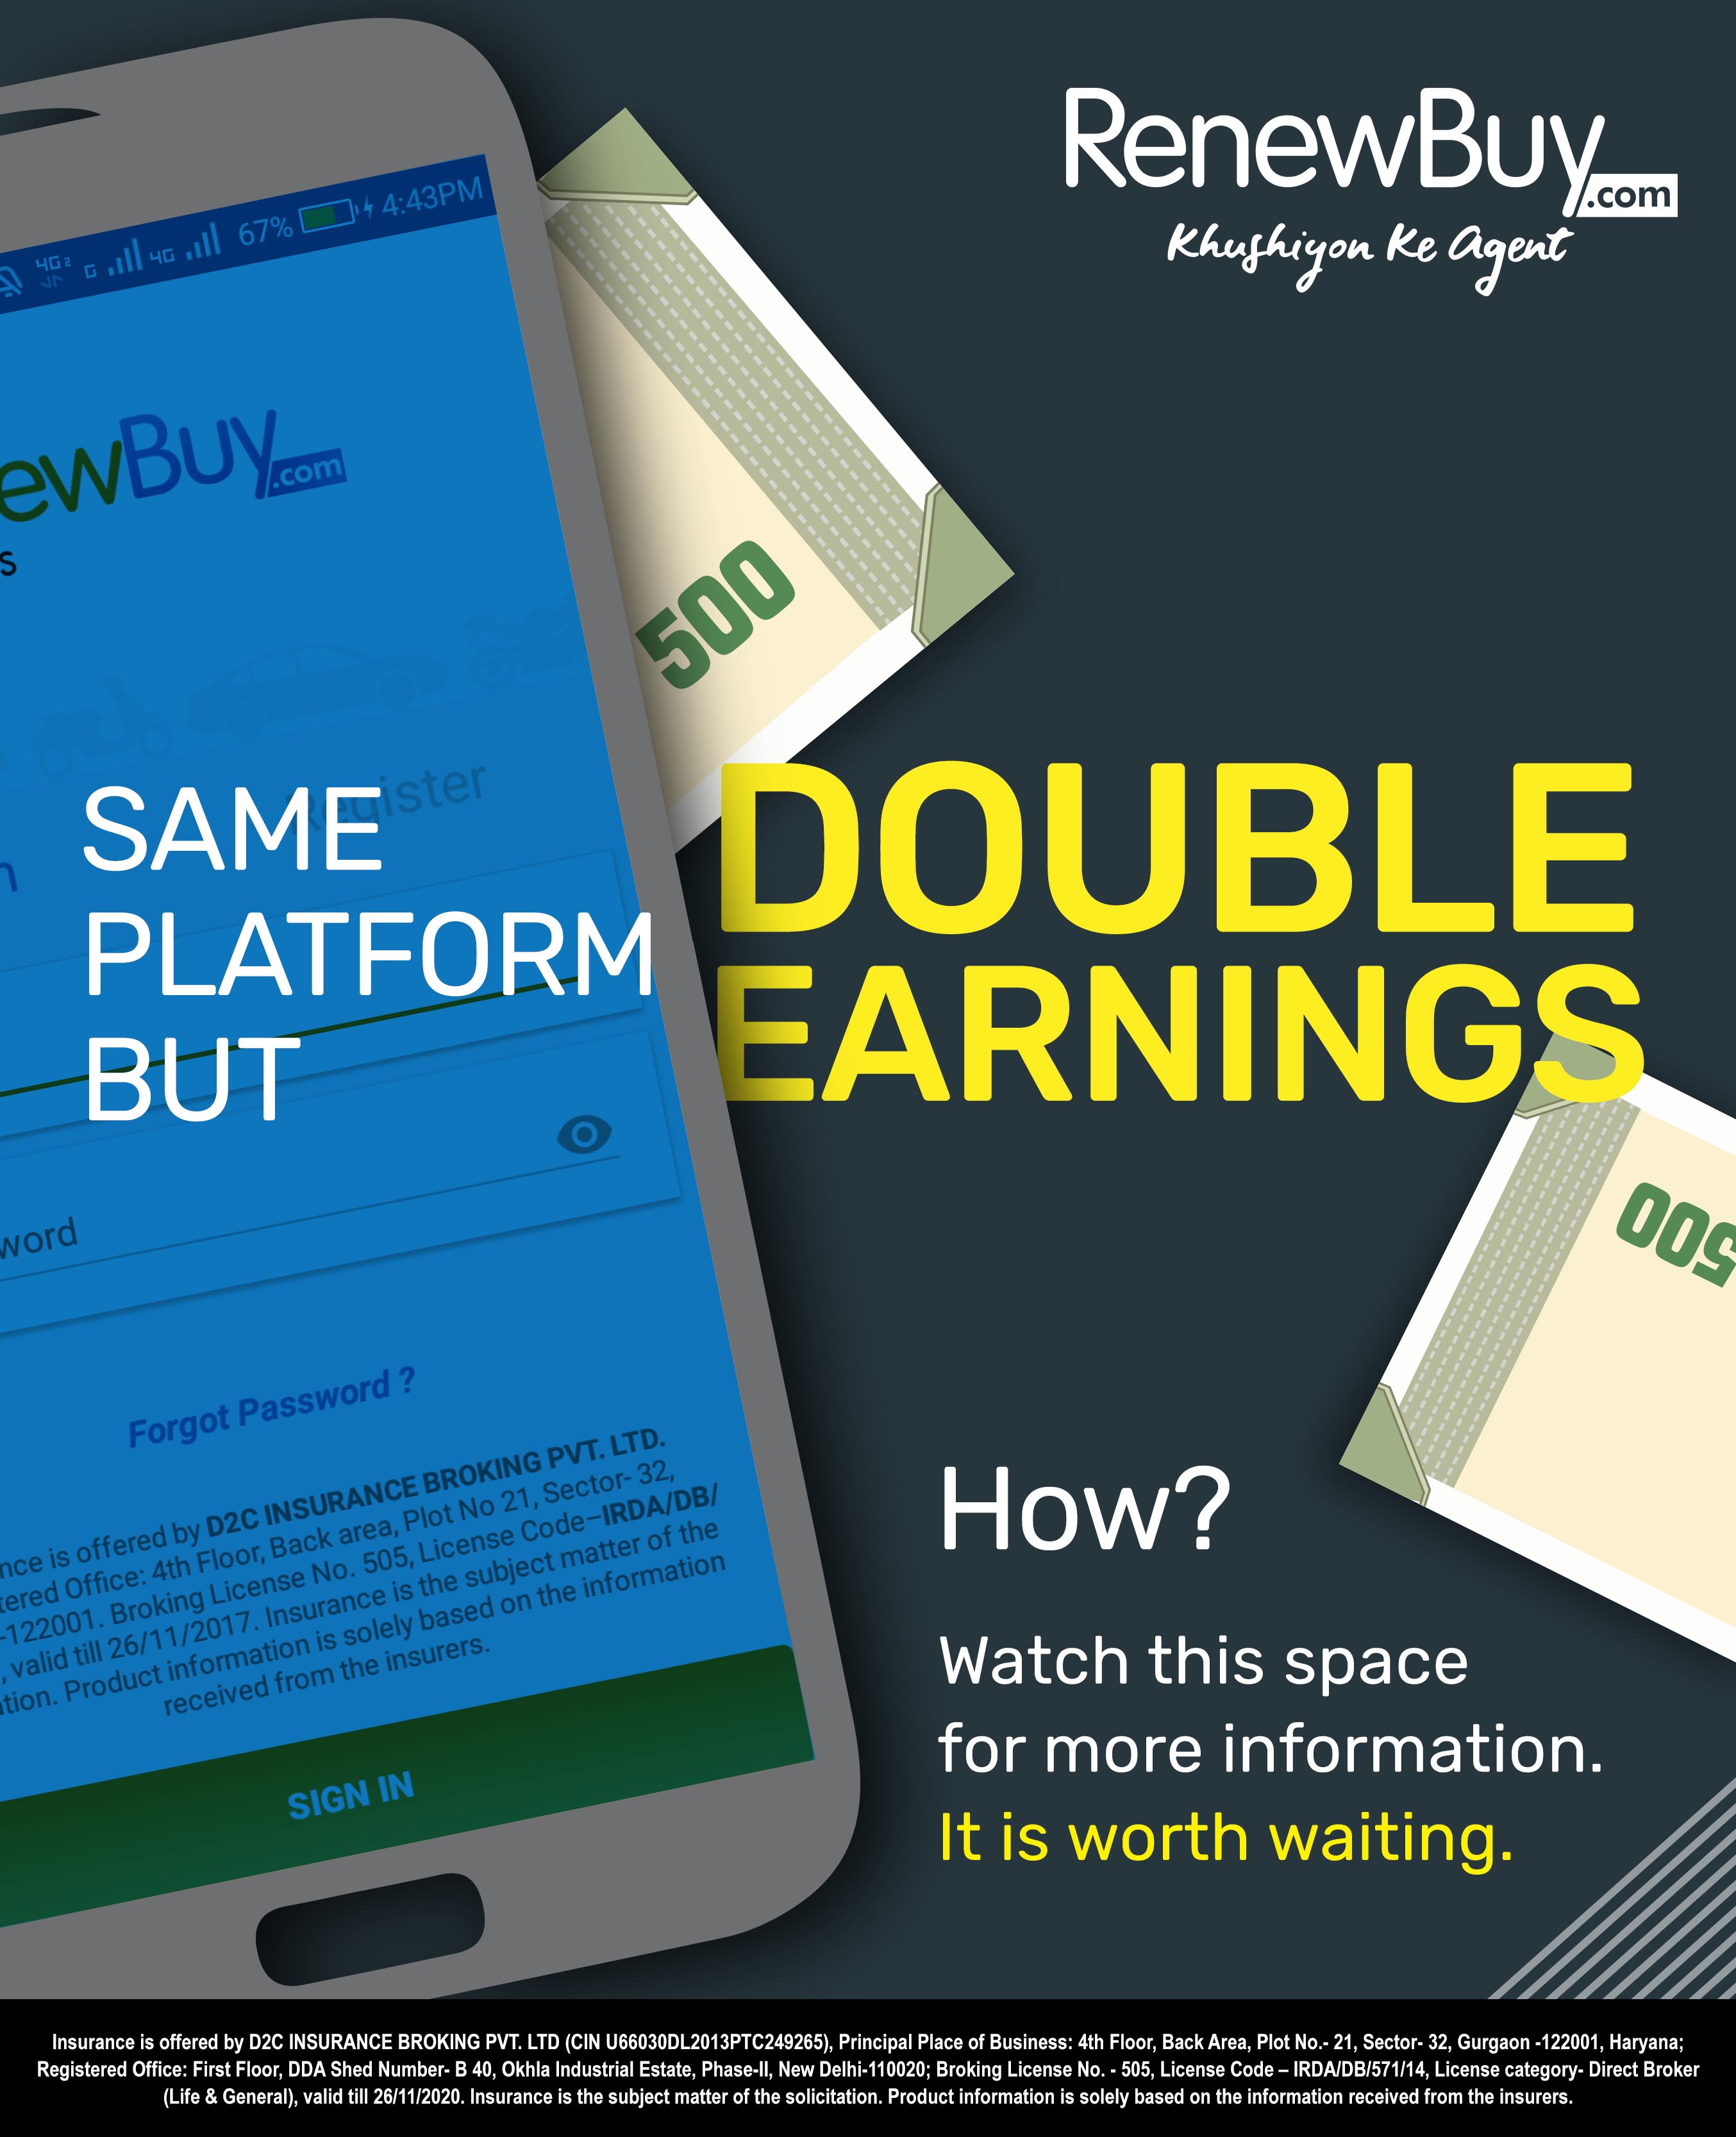 RenewBuy.com
Khushiyon Ke Agent
4G 2 G 4G 67% 4:43PM
ewBuy.com
s
500
Register
n
SAME
PLATFORM
BUT
DOUBLE
EARNINGS
500
word
Forgot Password ?
nce is offered by D2C INSURANCE BROKING PVT. LTD.
tered Office: 4th Floor, Back area, Plot No 21, Sector- 32,
-122001. Broking License No. 505, License Code–IRDA/DB/
, valid till 26/11/2017. Insurance is the subject matter of the
ation. Product information is solely based on the information
received from the insurers.
SIGN IN
How?
Watch this space
for more information.
It is worth waiting.
Insurance is offered by D2C INSURANCE BROKING PVT. LTD (CIN U66030DL2013PTC249265), Principal Place of Business: 4th Floor, Back Area, Plot No.- 21, Sector- 32, Gurgaon -122001, Haryana;
Registered Office: First Floor, DDA Shed Number- B 40, Okhla Industrial Estate, Phase-II, New Delhi-110020; Broking License No. - 505, License Code – IRDA/DB/571/14, License category- Direct Broker
(Life & General), valid till 26/11/2020. Insurance is the subject matter of the solicitation. Product information is solely based on the information received from the insurers.